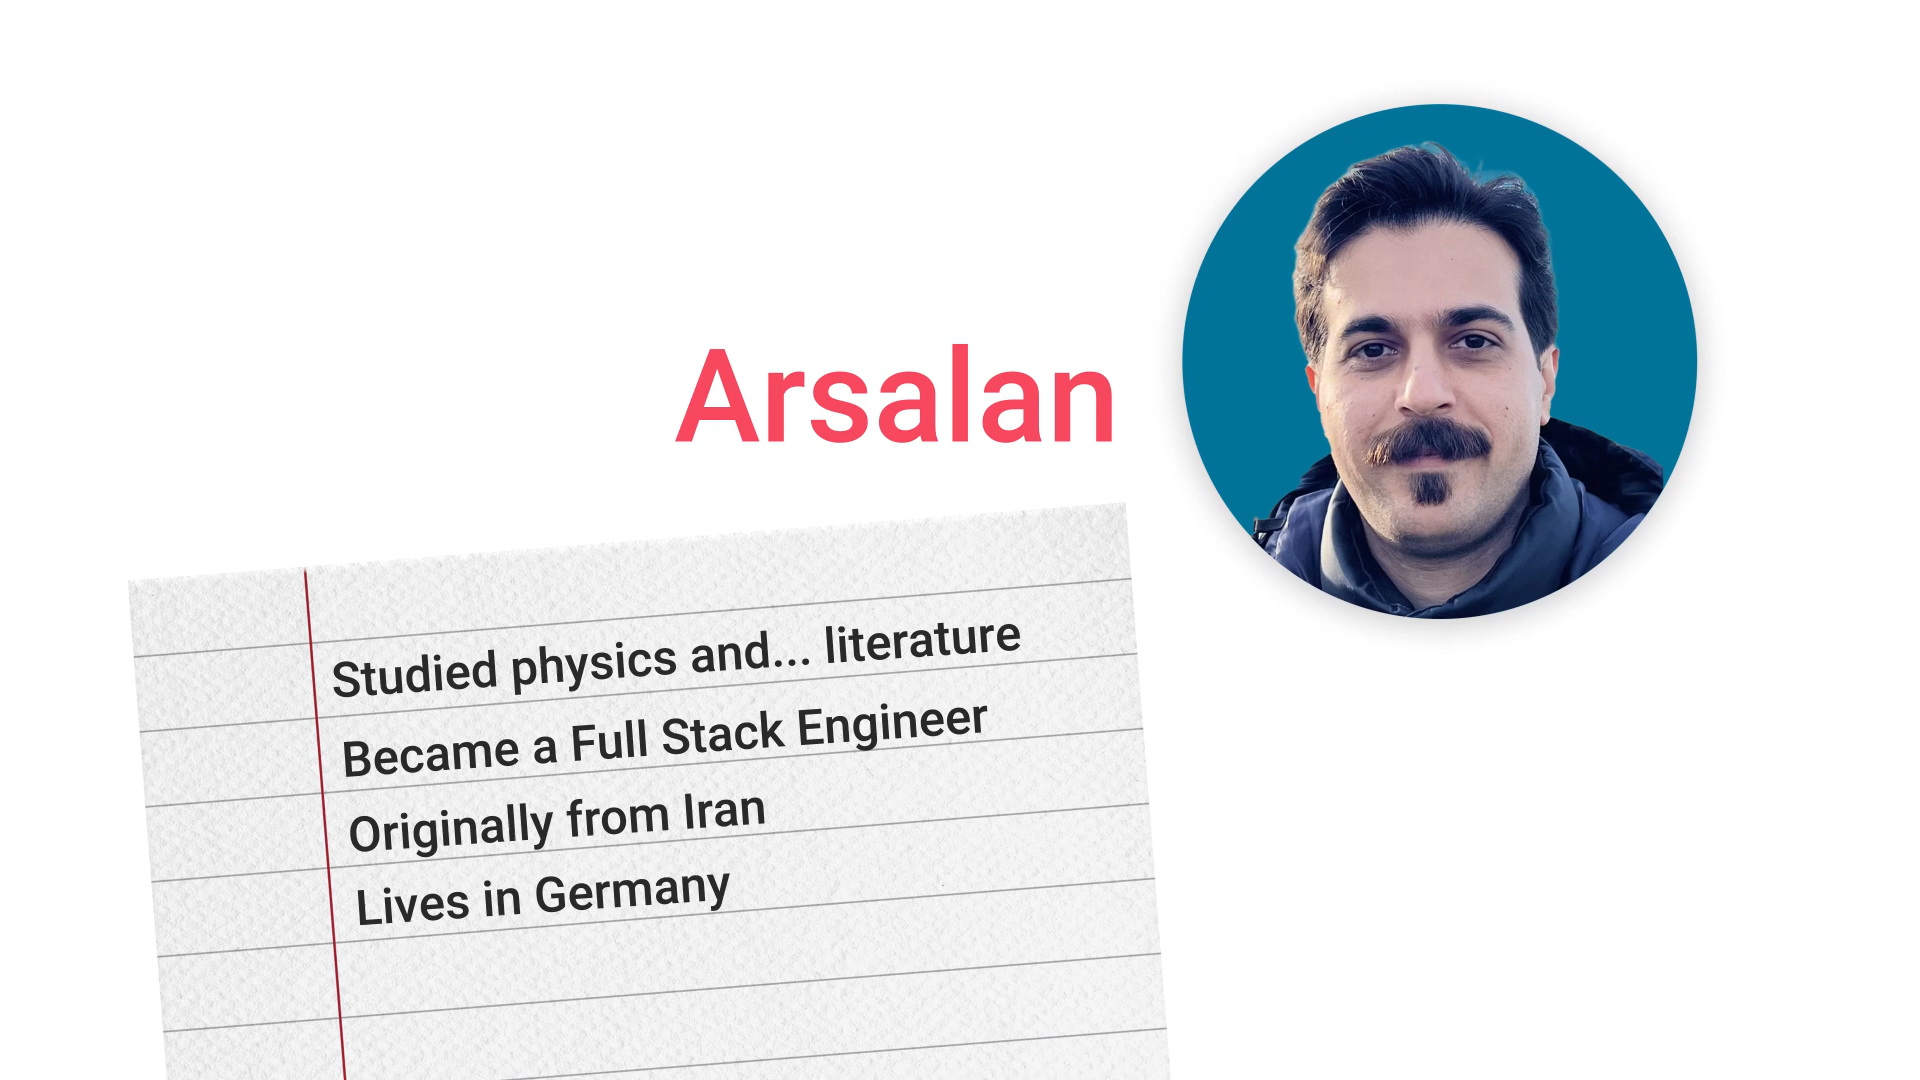 Arsalan
Studied physics and... literature
Became a Full Stack Engineer
Originally from Iran
Lives in Germany